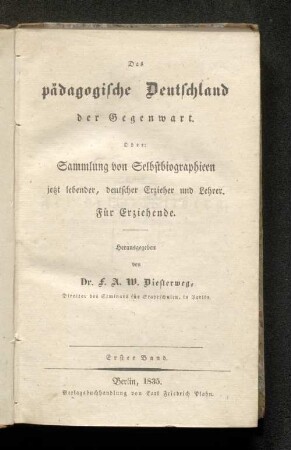 Das
pädagogische Deutschland
der Gegenwart.
Oder:
Sammlung von Selbstbiographieen
jetzt lebender, deutscher Erzieher und Lehrer.
Für Erziehende.
Herausgegeben
von
Dr. F. A. W. Diesterweg,
Director des Seminars für Stadtschulen, in Berlin.
Erster Band.
Berlin, 1835.
Verlagsbuchhandlung von Carl Friedrich Plahn.